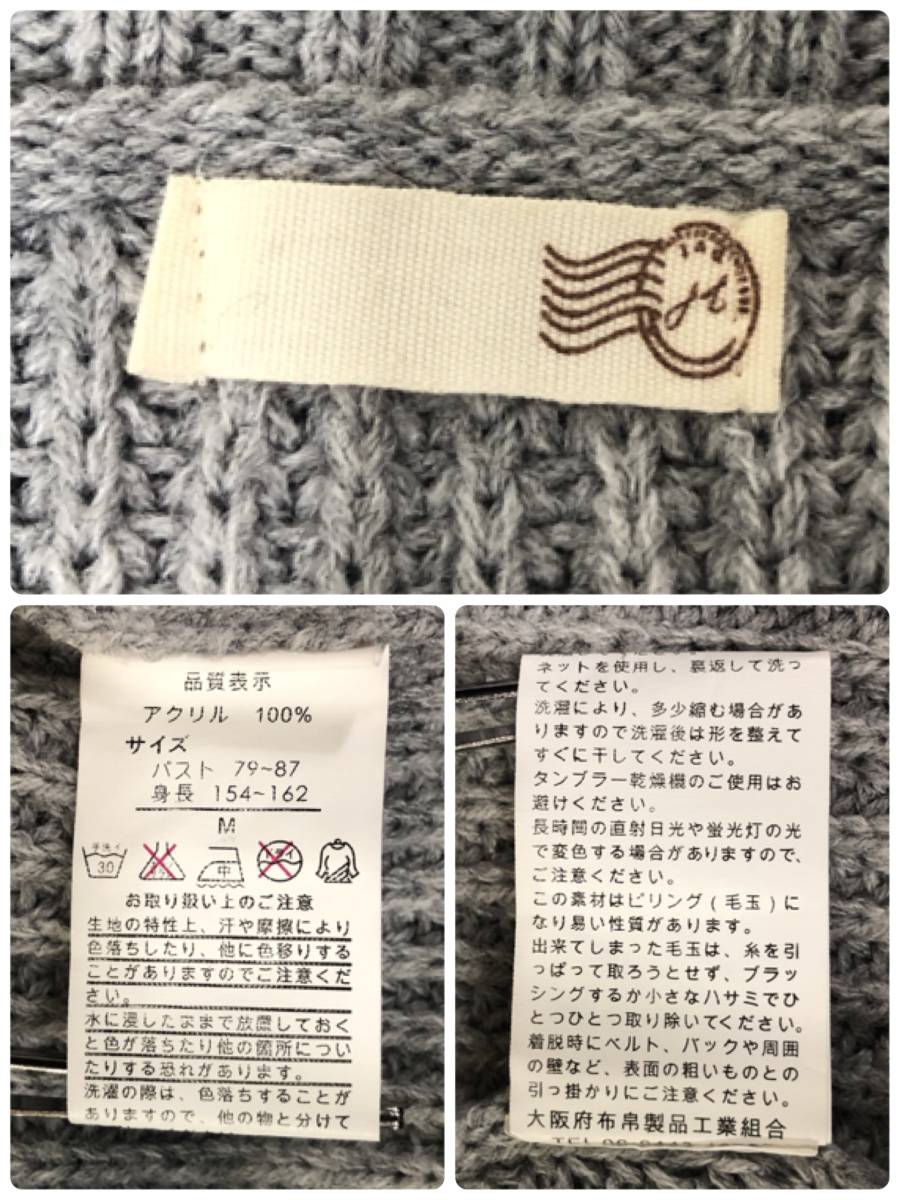 jt
品質表示
アクリル 100%
サイズ
バスト 79~87
身長 154~162
M
手洗イ
30
中
お取り扱い上のご注意
生地の特性上、汗や摩擦により
色落ちしたり、他に色移りする
ことがありますのでご注意くだ
さい。
水に浸したままで放置しておく
と色が落ちたり他の箇所につい
たりする恐れがあります。
洗濯の際は、色落ちすることが
ありますので、他の物と分けて
ネットを使用し、裏返して洗っ
てください。
洗濯により、多少縮む場合があ
りますので洗濯後は形を整えて
すぐに干してください。
タンブラー乾燥機のご使用はお
避けください。
長時間の直射日光や蛍光灯の光
で変色する場合がありますので、
ご注意ください。
この素材はピリング(毛玉)に
なり易い性質があります。
出来てしまった毛玉は、糸を引
っぱって取ろうとせず、ブラッ
シングするか小さなハサミでひ
とつひとつ取り除いてください。
着脱時にベルト、バックや周囲
の壁など、表面の粗いものとの
引っ掛かりにご注意ください。
大阪府布帛製品工業組合